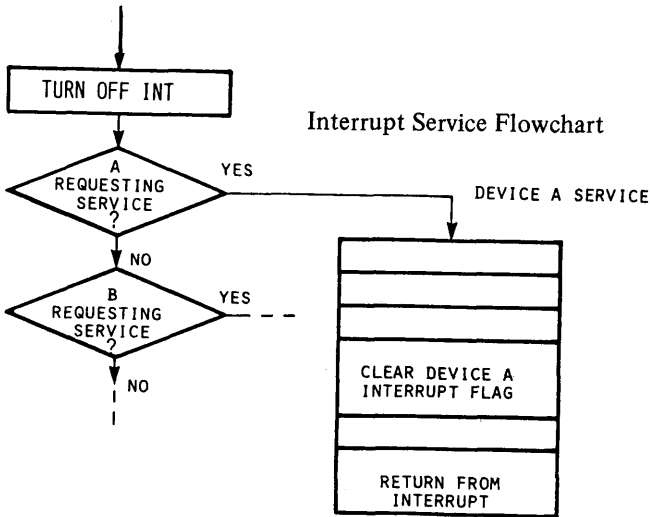 TURN OFF INT
Interrupt Service Flowchart
A
REQUESTING
SERVICE
?
YES
DEVICE A SERVICE
NO
B
REQUESTING
SERVICE
?
YES
NO
CLEAR DEVICE A
INTERRUPT FLAG
RETURN FROM
INTERRUPT